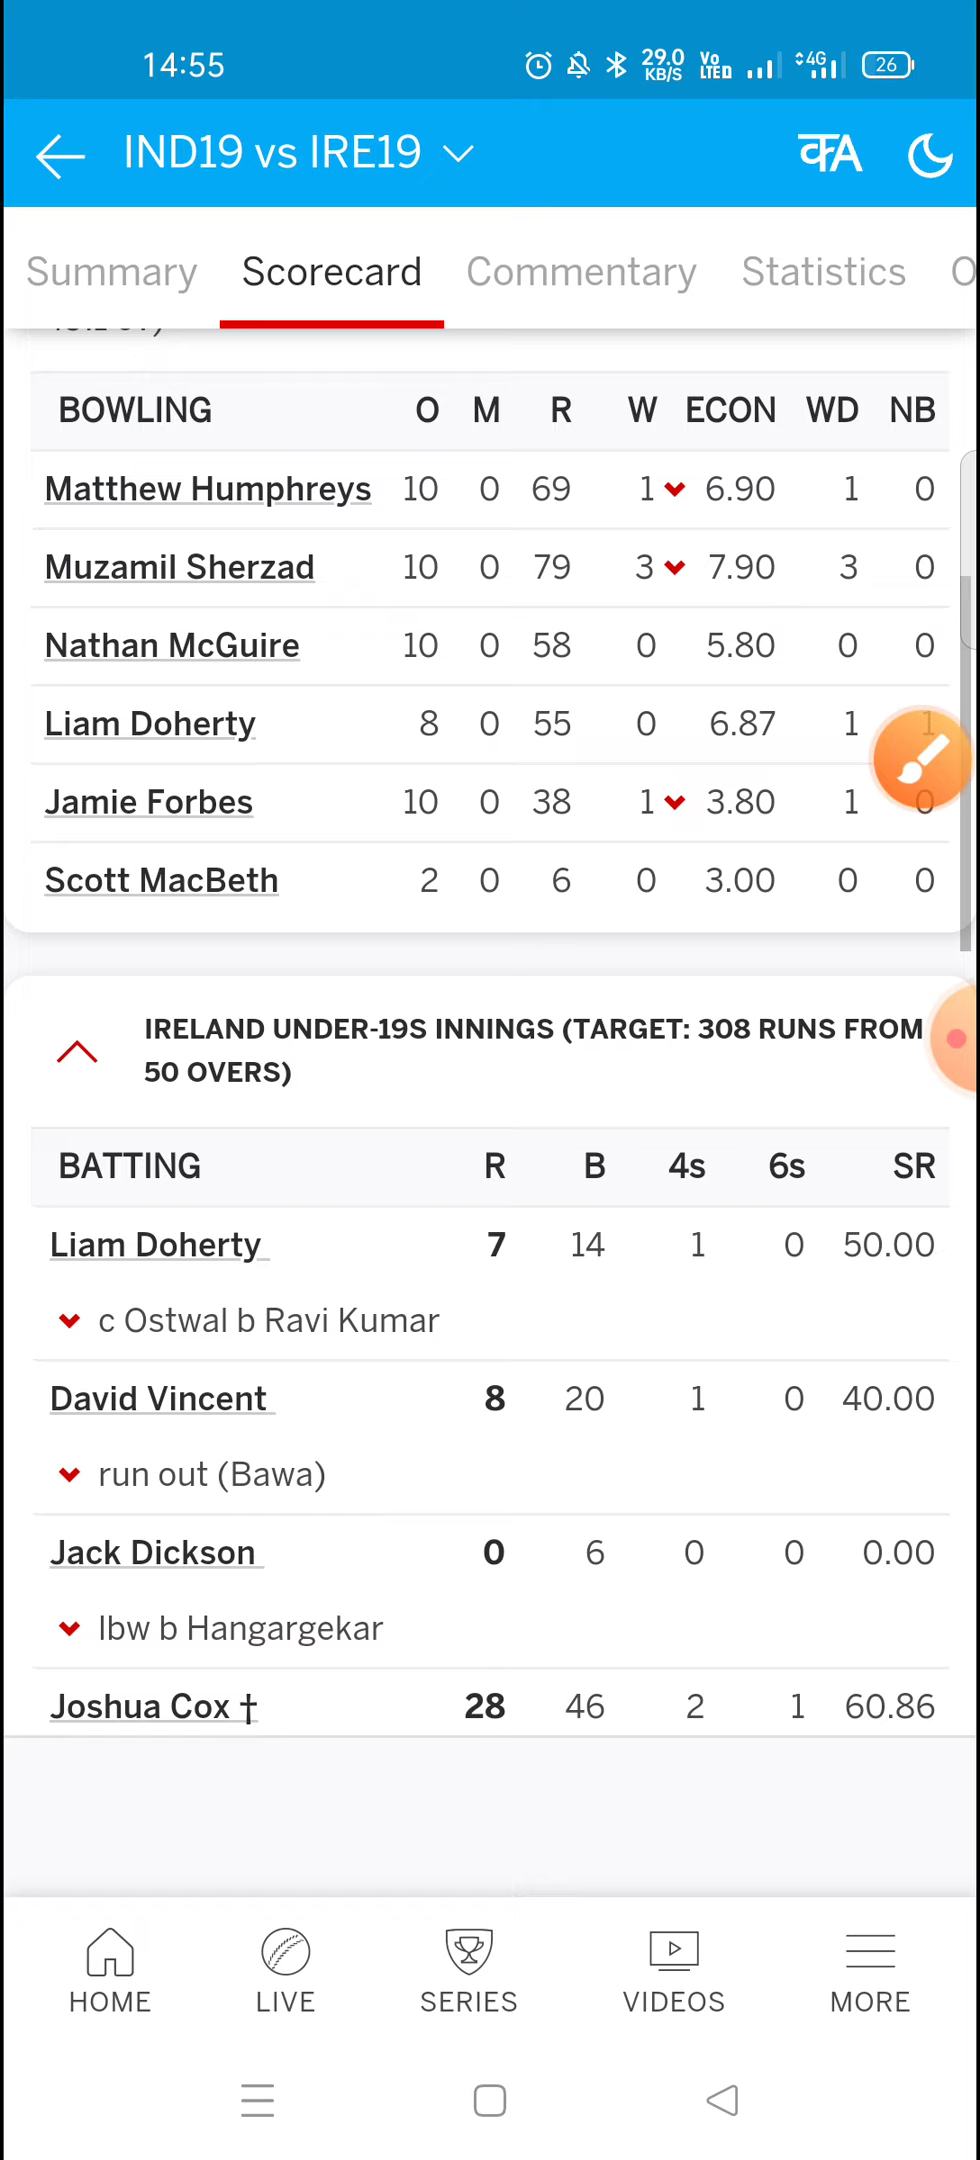 14:55 29.0 KB/S Vo LTED 4G 26
IND19 vs IRE19 क A
Summary Scorecard Commentary Statistics O
BOWLING O M R W ECON WD NB
Matthew Humphreys 10 0 69 1 6.90 1 0
Muzamil Sherzad 10 0 79 3 7.90 3 0
Nathan McGuire 10 0 58 0 5.80 0 0
Liam Doherty 8 0 55 0 6.87 1 1
Jamie Forbes 10 0 38 1 3.80 1 0
Scott MacBeth 2 0 6 0 3.00 0 0
IRELAND UNDER-19S INNINGS (TARGET: 308 RUNS FROM
50 OVERS)
BATTING R B 4s 6s SR
Liam Doherty 7 14 1 0 50.00
c Ostwal b Ravi Kumar
David Vincent 8 20 1 0 40.00
run out (Bawa)
Jack Dickson 0 6 0 0 0.00
lbw b Hangargekar
Joshua Cox † 28 46 2 1 60.86
HOME LIVE SERIES VIDEOS MORE